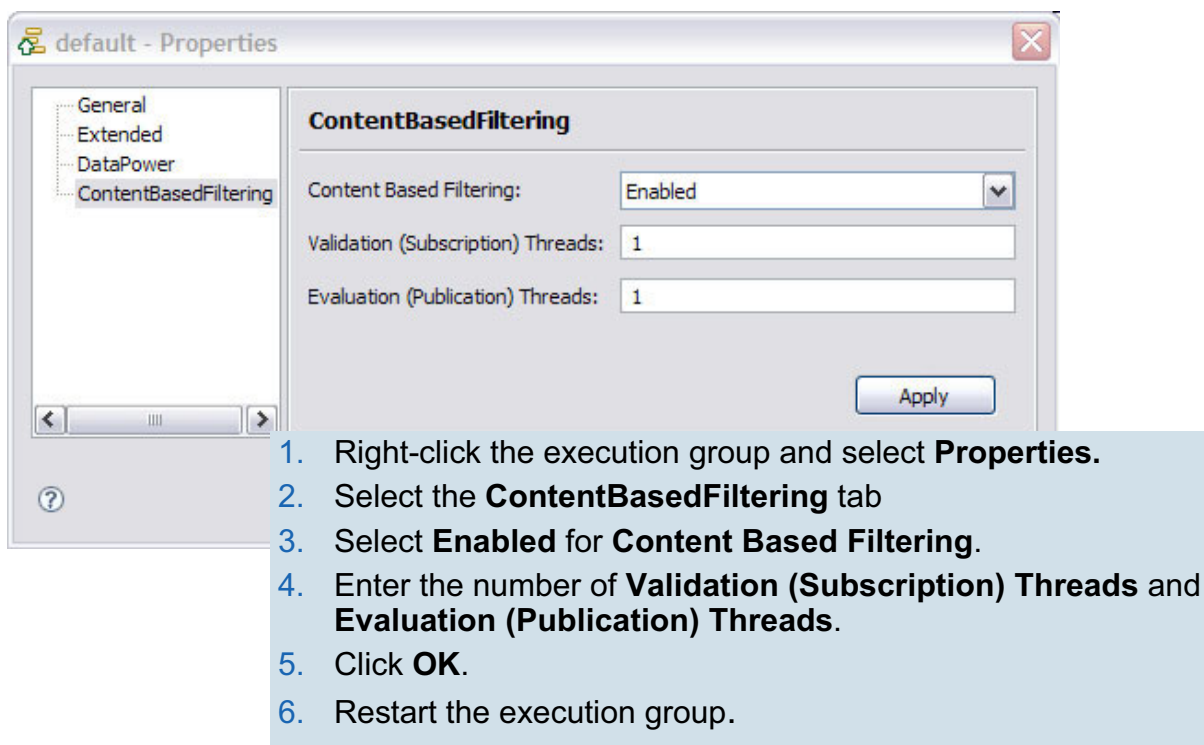 default - Properties
General
Extended
DataPower
ContentBasedFiltering
ContentBasedFiltering
Content Based Filtering:
Enabled
Validation (Subscription) Threads:
1
Evaluation (Publication) Threads:
1
Apply
?
1. Right-click the execution group and select Properties.
2. Select the ContentBasedFiltering tab
3. Select Enabled for Content Based Filtering.
4. Enter the number of Validation (Subscription) Threads and
Evaluation (Publication) Threads.
5. Click OK.
6. Restart the execution group.